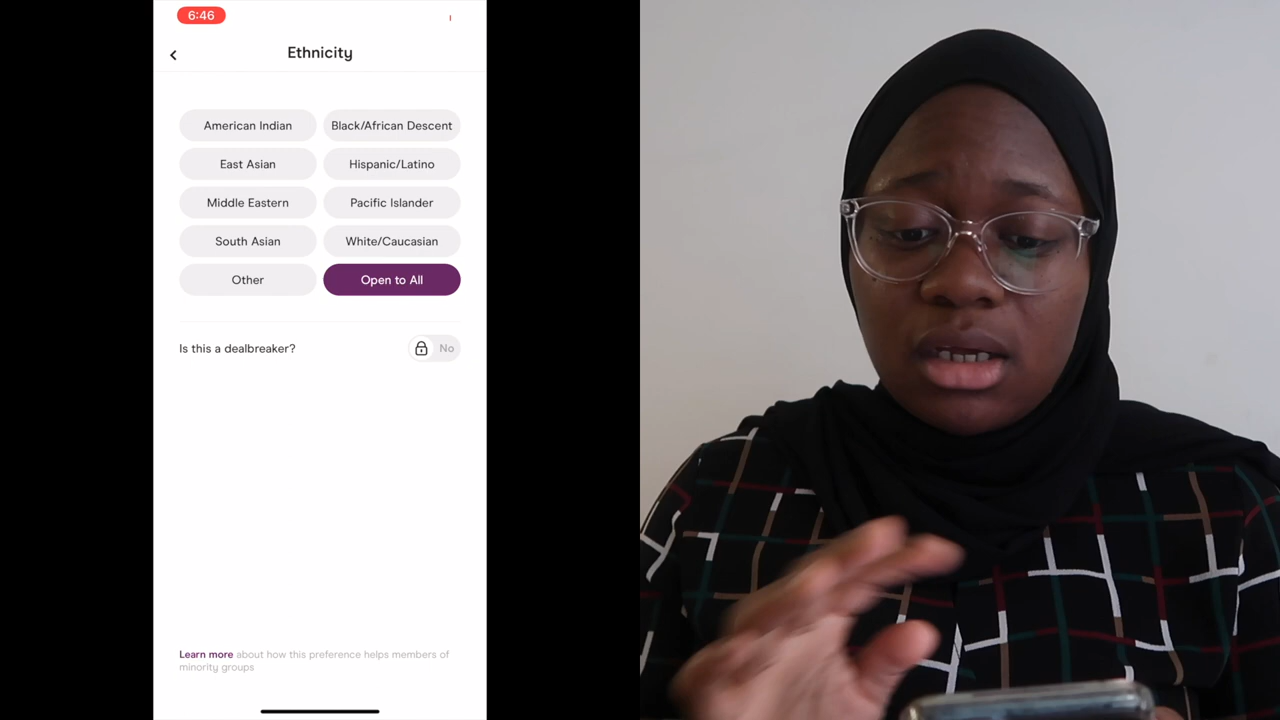 6:46
Ethnicity
American Indian
Black/African Descent
East Asian
Hispanic/Latino
Middle Eastern
Pacific Islander
South Asian
White/Caucasian
Other
Open to All
Is this a dealbreaker?
No
Learn more about how this preference helps members of
minority groups